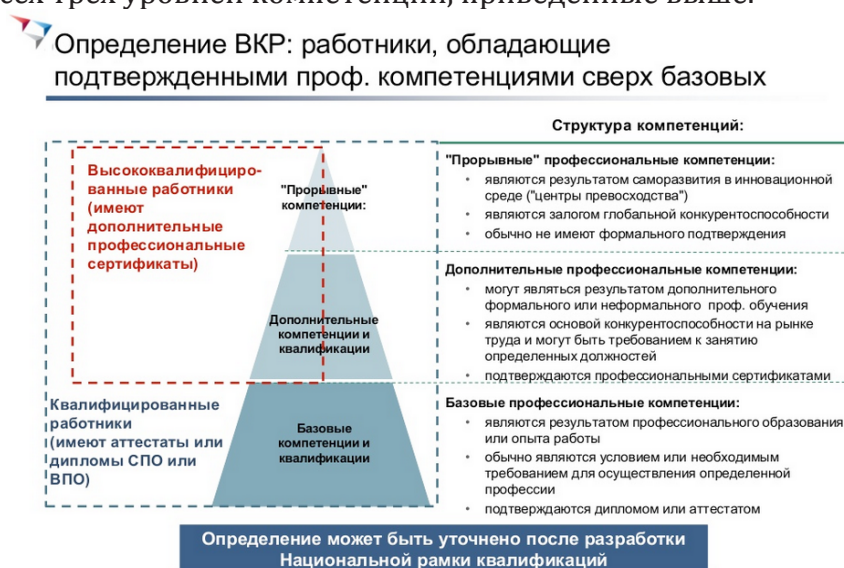 трех уровней компетенций, приведенные выше.
Определение ВКР: работники, обладающие
подтвержденными проф. компетенциями сверх базовых
Структура компетенций:
Высококвалифициро-
ванные работники
(имеют
дополнительные
профессиональные
сертификаты)
"Прорывные"
компетенции:
"Прорывные" профессиональные компетенции:
• являются результатом саморазвития в инновационной
среде ("центры превосходства")
• являются залогом глобальной конкурентоспособности
• обычно не имеют формального подтверждения
Дополнительные
компетенции и
квалификации
Дополнительные профессиональные компетенции:
• могут являться результатом дополнительного
формального или неформального проф. обучения
• являются основой конкурентоспособности на рынке
труда и могут быть требованием к занятию
определенных должностей
• подтверждаются профессиональными сертификатами
Квалифицированные
работники
(имеют аттестаты или
дипломы СПО или
ВПО)
Базовые
компетенции и
квалификации
Базовые профессиональные компетенции:
• являются результатом профессионального образования
или опыта работы
• обычно являются условием или необходимым
требованием для осуществления определенной
профессии
• подтверждаются дипломом или аттестатом
Определение может быть уточнено после разработки
Национальной рамки квалификаций